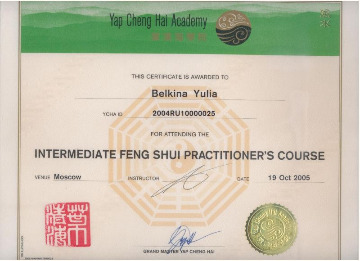 Yap Cheng Hai Academy
THIS CERTIFICATE IS AWARDED TO
Belkina Yulia
YCHA ID 2004RU10000025
FOR ATTENDING THE
INTERMEDIATE FENG SHUI PRACTITIONER'S COURSE
VENUE Moscow INSTRUCTOR DATE 19 Oct 2005
GRAND MASTER YAP CHENG HAI